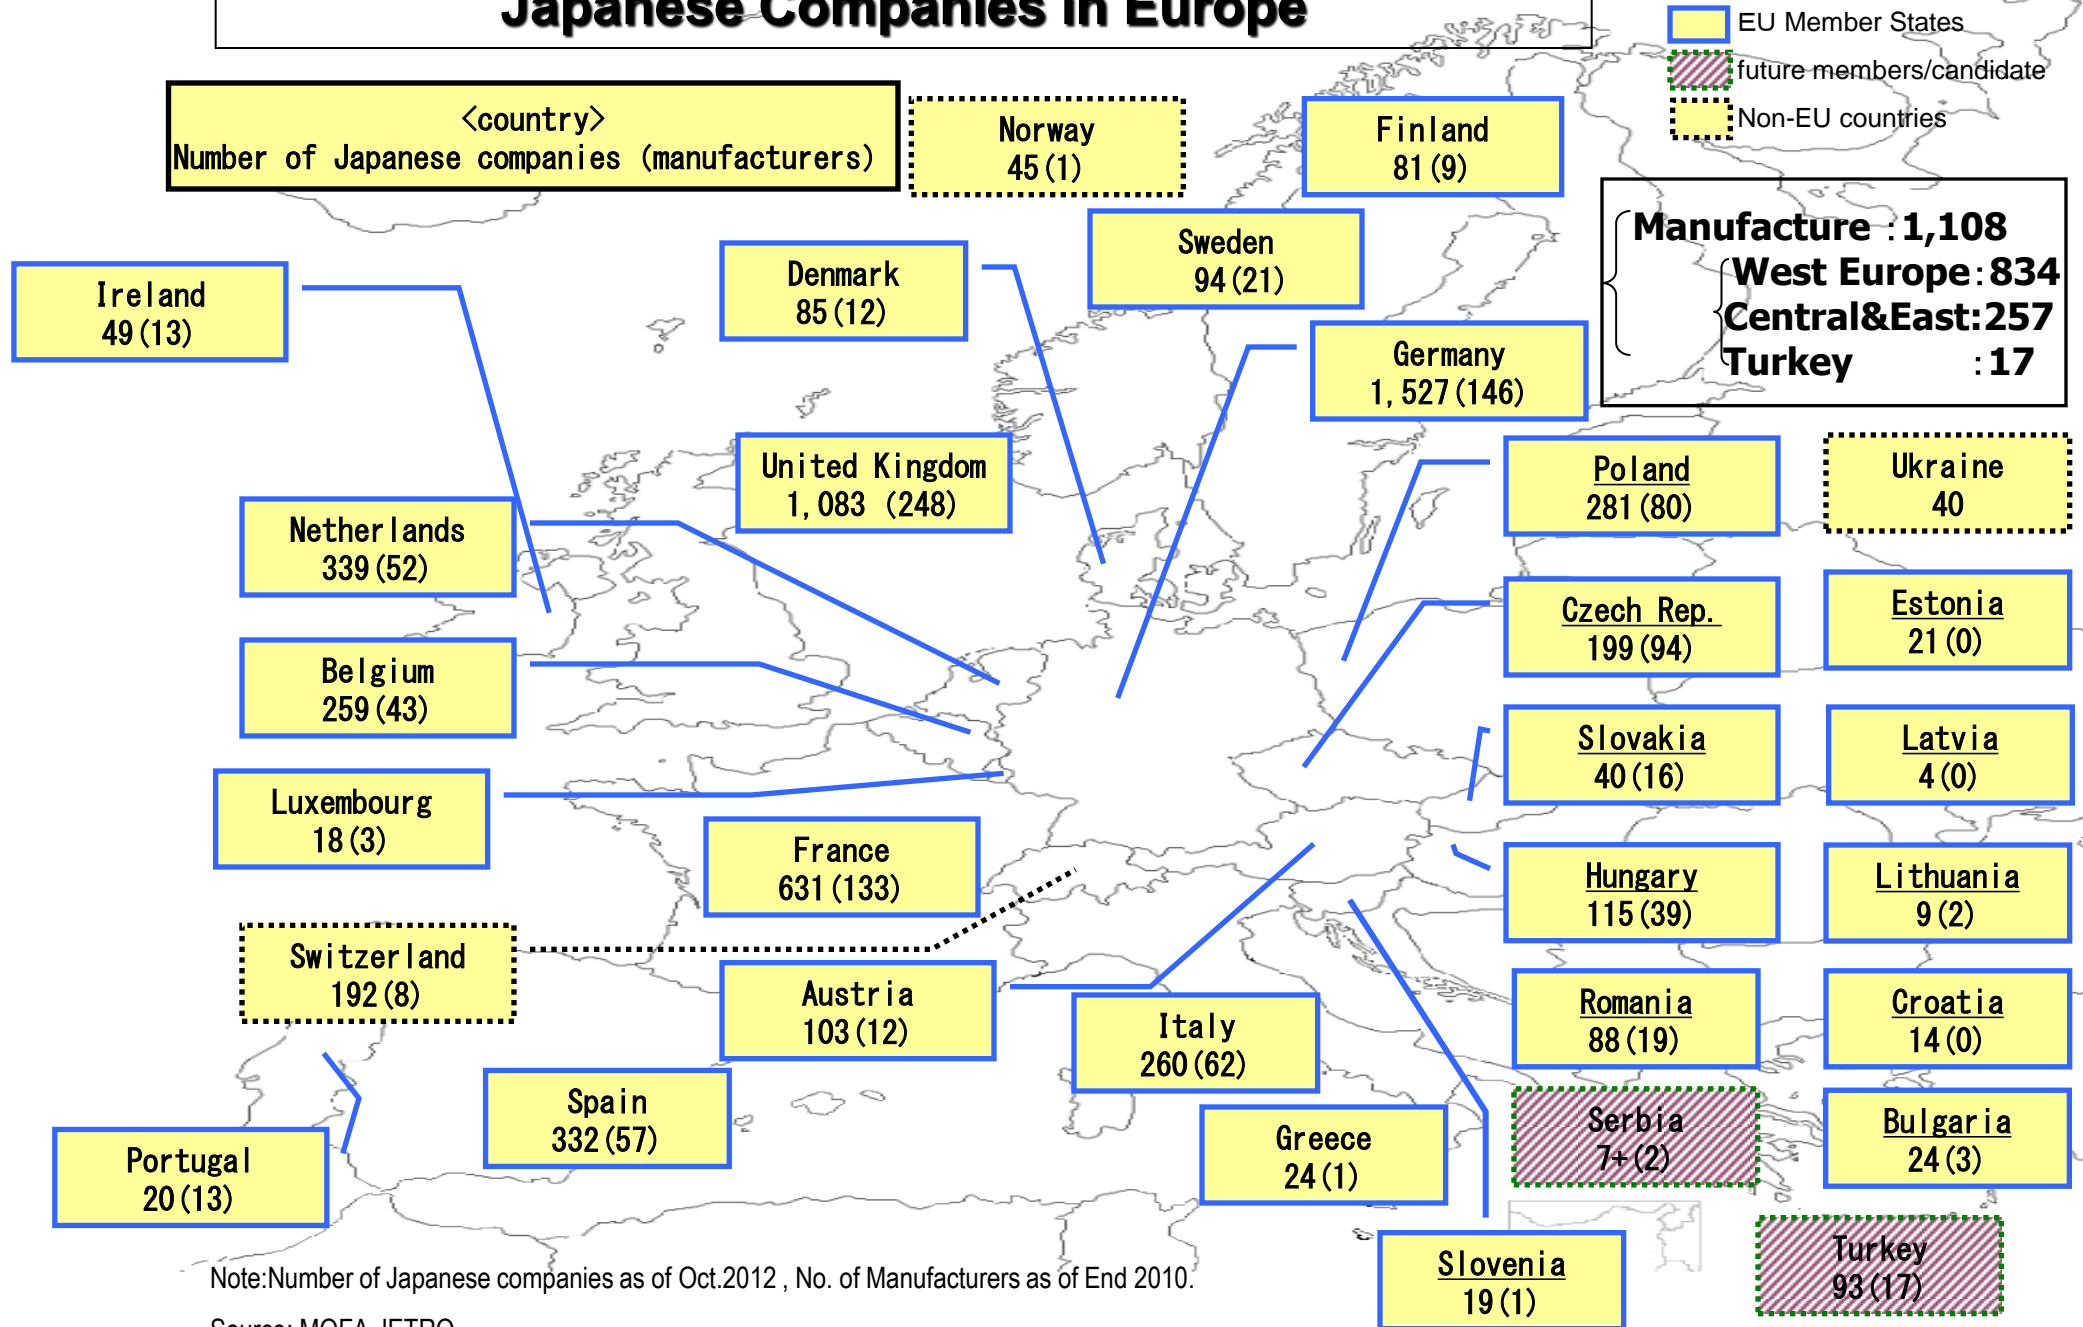 Japanese Companies in Europe
EU Member States
future members/candidate
Non-EU countries
<country>
Number of Japanese companies (manufacturers)
Norway
45(1)
Finland
81(9)
Manufacture :1,108
West Europe:834
Central&East:257
Turkey :17
Sweden
94(21)
Denmark
85(12)
Ireland
49(13)
Germany
1,527(146)
United Kingdom
1,083 (248)
Poland
281(80)
Ukraine
40
Netherlands
339(52)
Czech Rep.
199(94)
Estonia
21(0)
Belgium
259(43)
Slovakia
40(16)
Latvia
4(0)
Luxembourg
18(3)
France
631(133)
Hungary
115(39)
Lithuania
9(2)
Switzerland
192(8)
Austria
103(12)
Italy
260(62)
Romania
88(19)
Croatia
14(0)
Spain
332(57)
Serbia
7+(2)
Bulgaria
24(3)
Portugal
20(13)
Greece
24(1)
Slovenia
19(1)
Turkey
93(17)
Note:Number of Japanese companies as of Oct.2012 , No. of Manufacturers as of End 2010.
Source: MOFA, JETRO